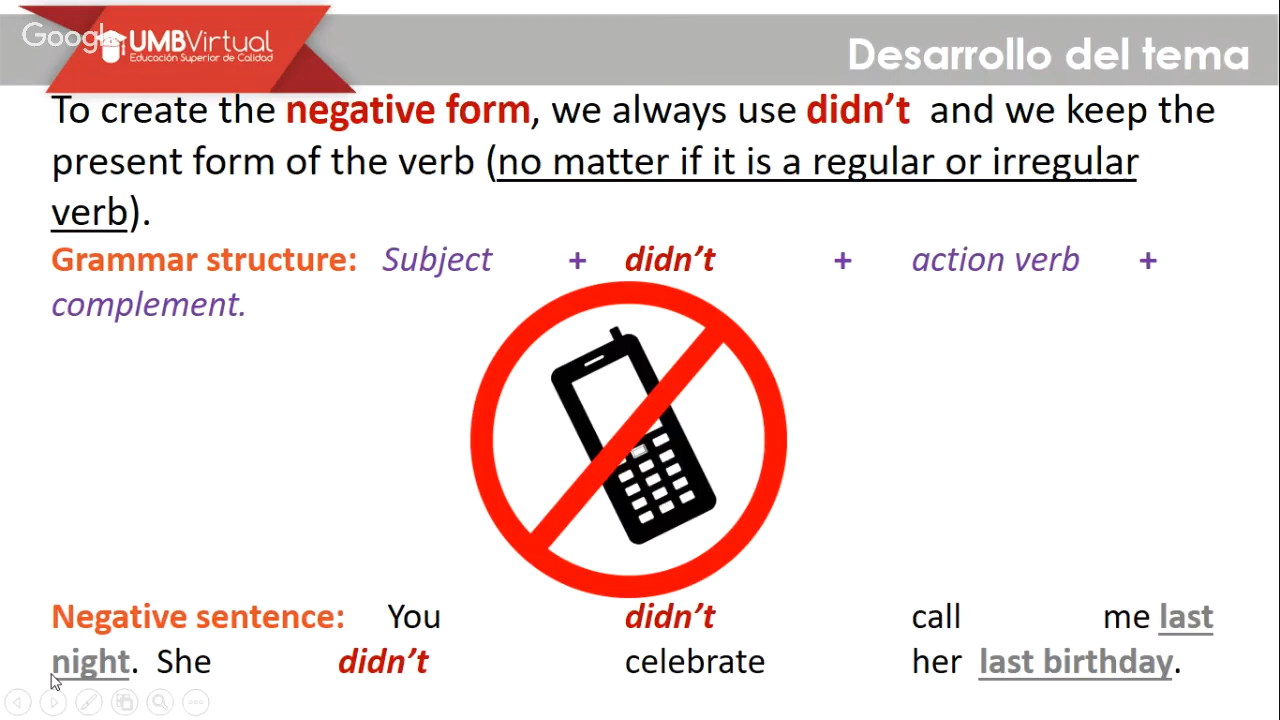 Google
UMBVirtual
Educación Superior de Calidad
Desarrollo del tema
To create the negative form, we always use didn’t and we keep the
present form of the verb (no matter if it is a regular or irregular
verb).
Grammar structure: Subject + didn’t + action verb +
complement.
Negative sentence: You didn’t call me last
night. She didn’t celebrate her last birthday.